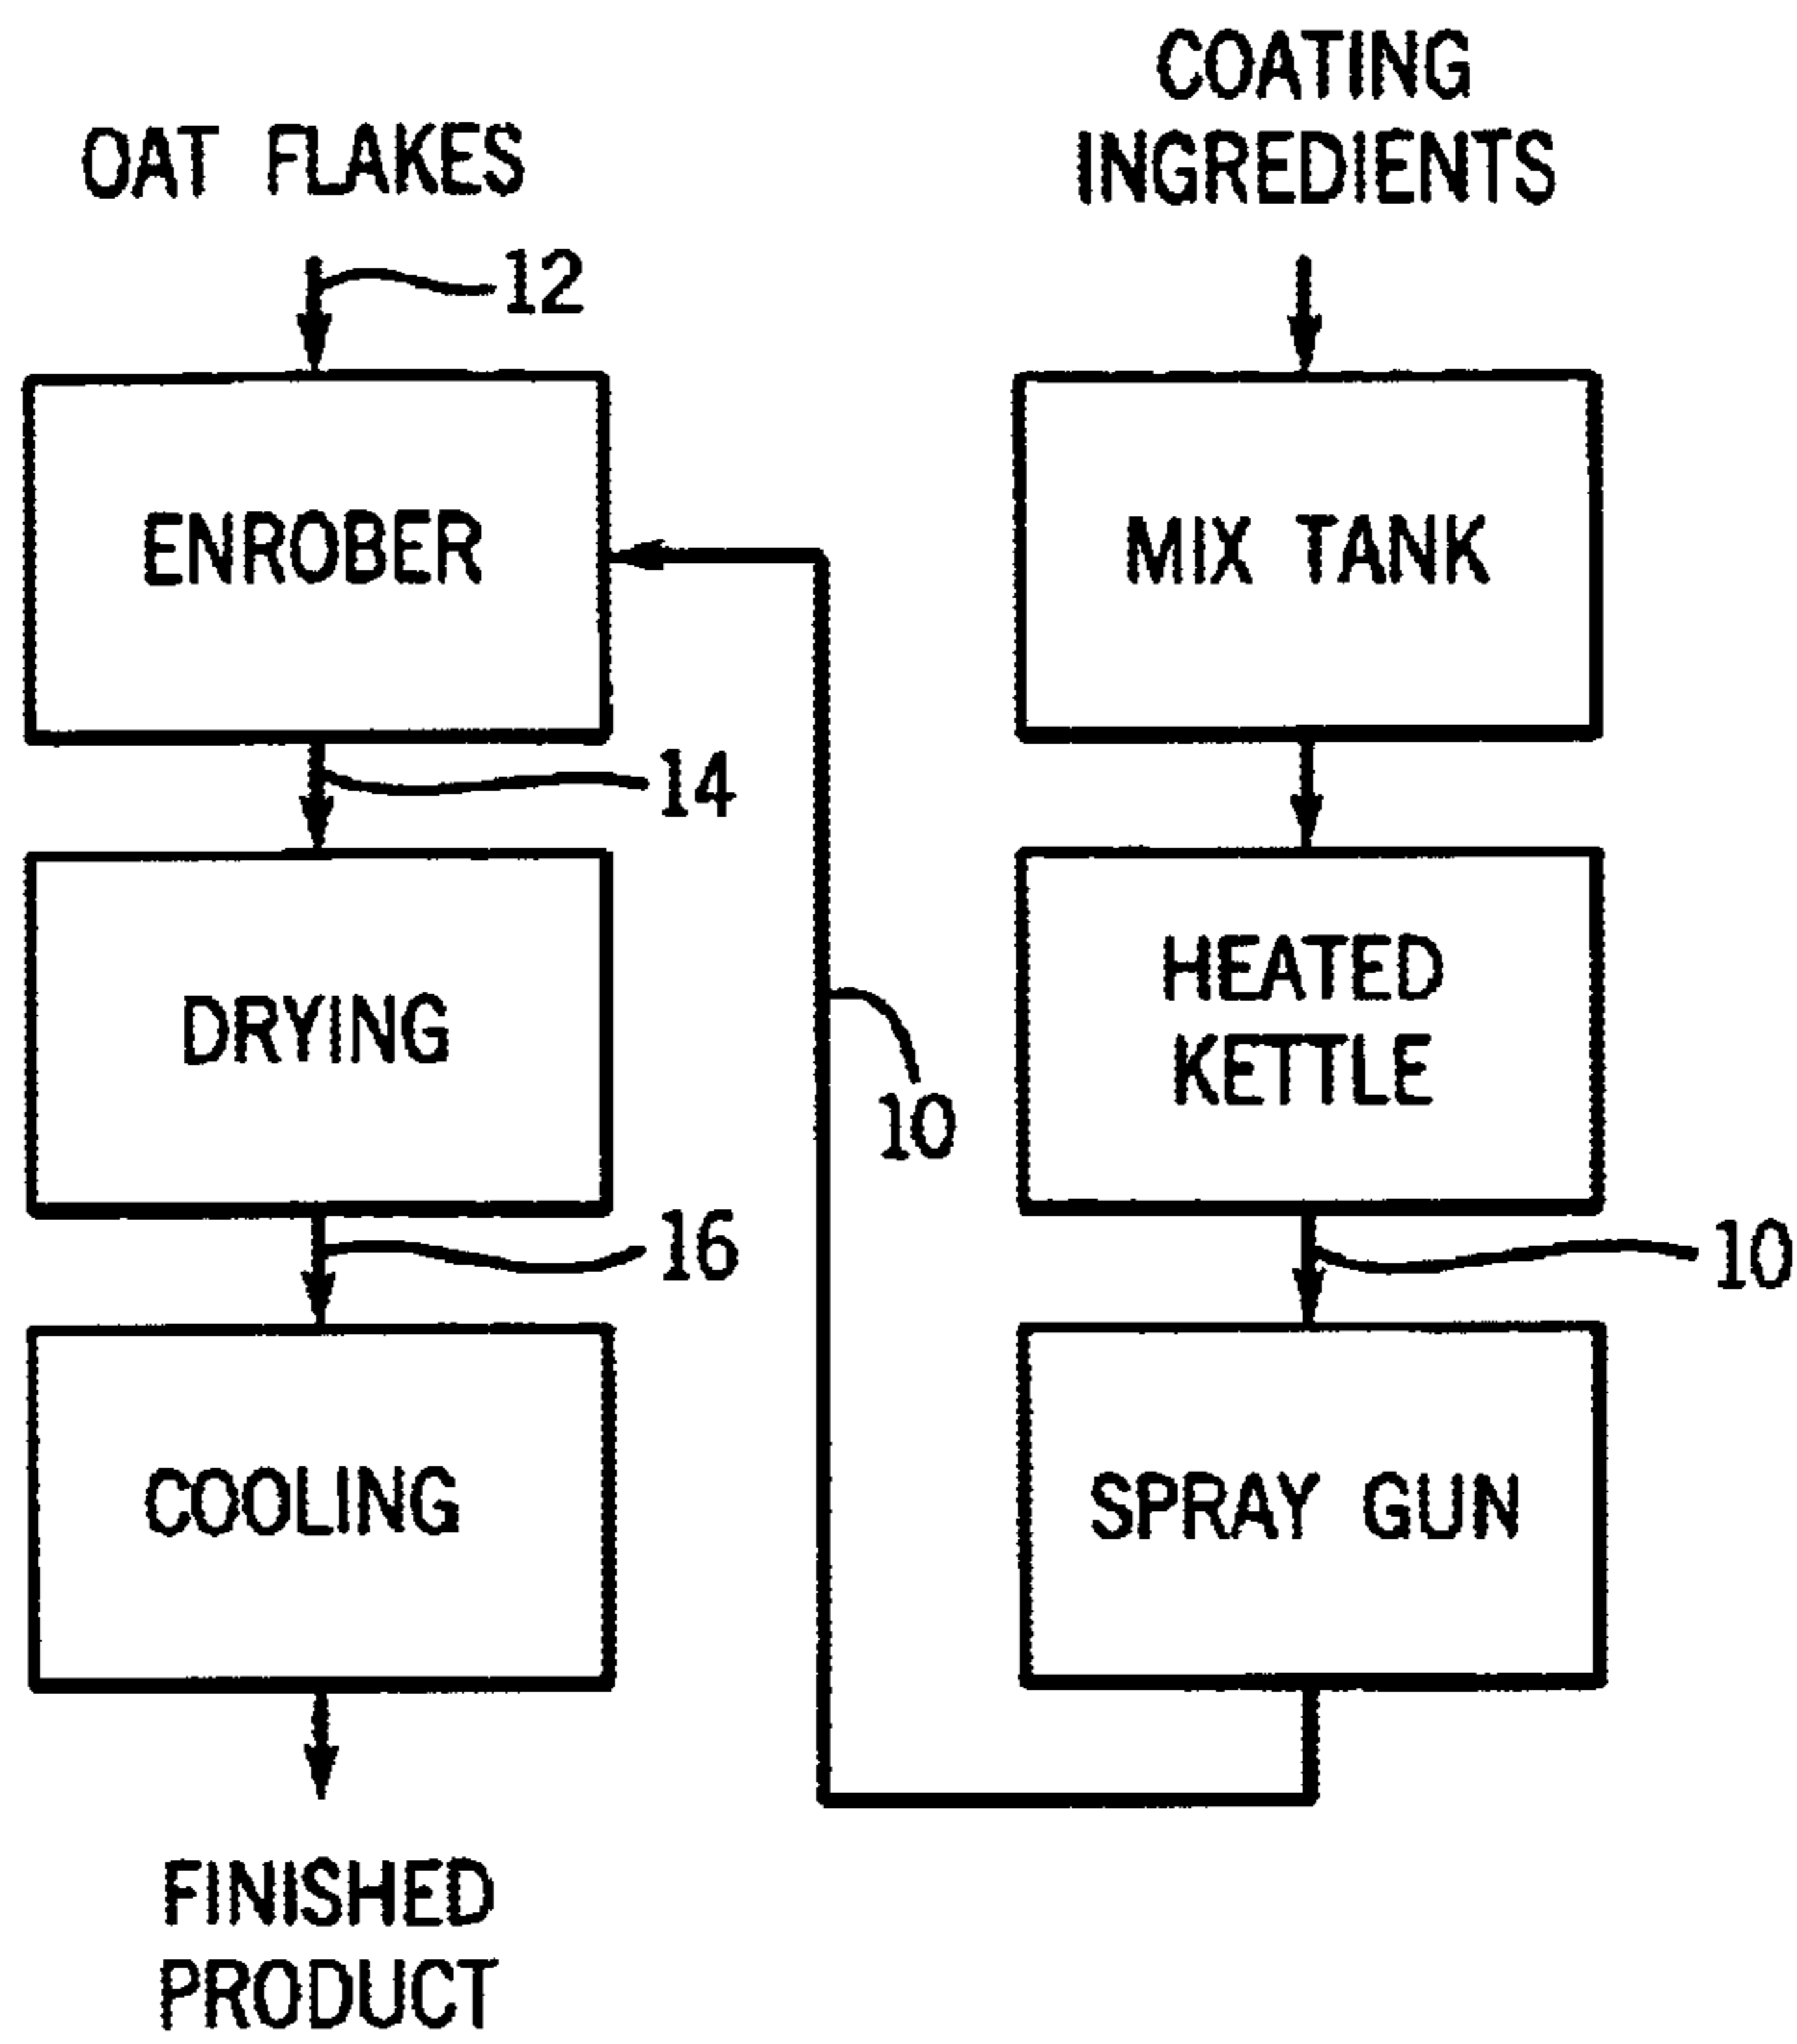 OAT FLAKES
12
ENROBER
14
DRYING
16
COOLING
FINISHED
PRODUCT
COATING
INGREDIENTS
MIX TANK
HEATED
KETTLE
10
10
SPRAY GUN